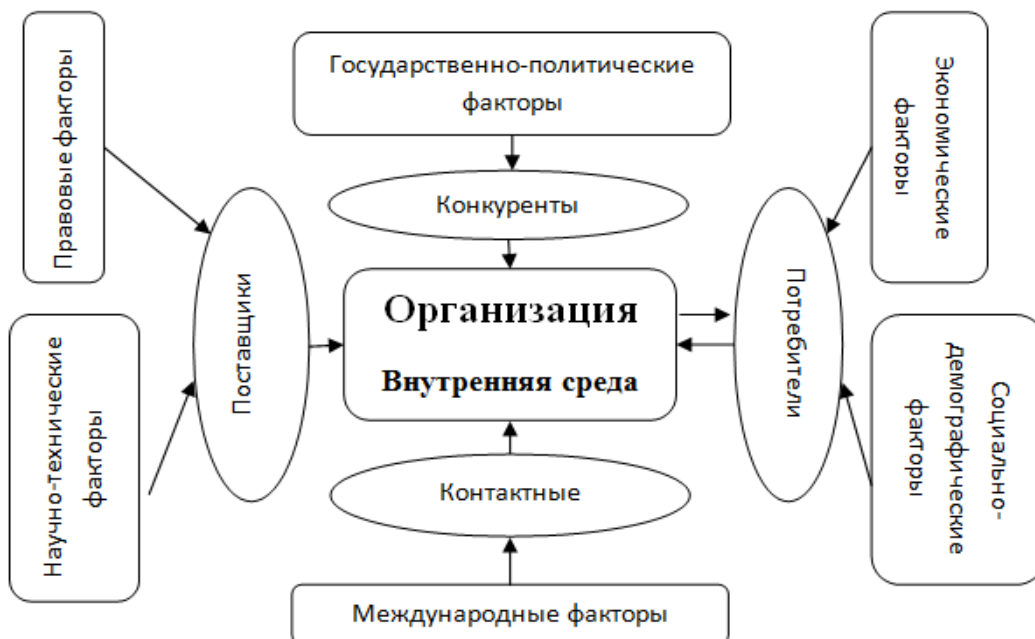 Государственно-политические
факторы
Правовые факторы
Экономические
факторы
Конкуренты
Поставщики
Организация
Внутренняя среда
Потребители
Научно-технические
факторы
Социально-
демографические
факторы
Контактные
Международные факторы